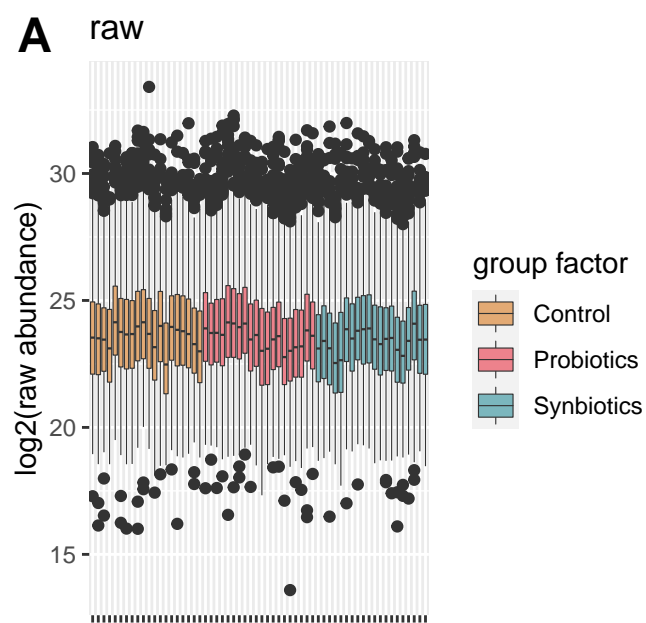 A raw
log2(raw abundance)
30
25
20
15
group factor
Control
Probiotics
Synbiotics